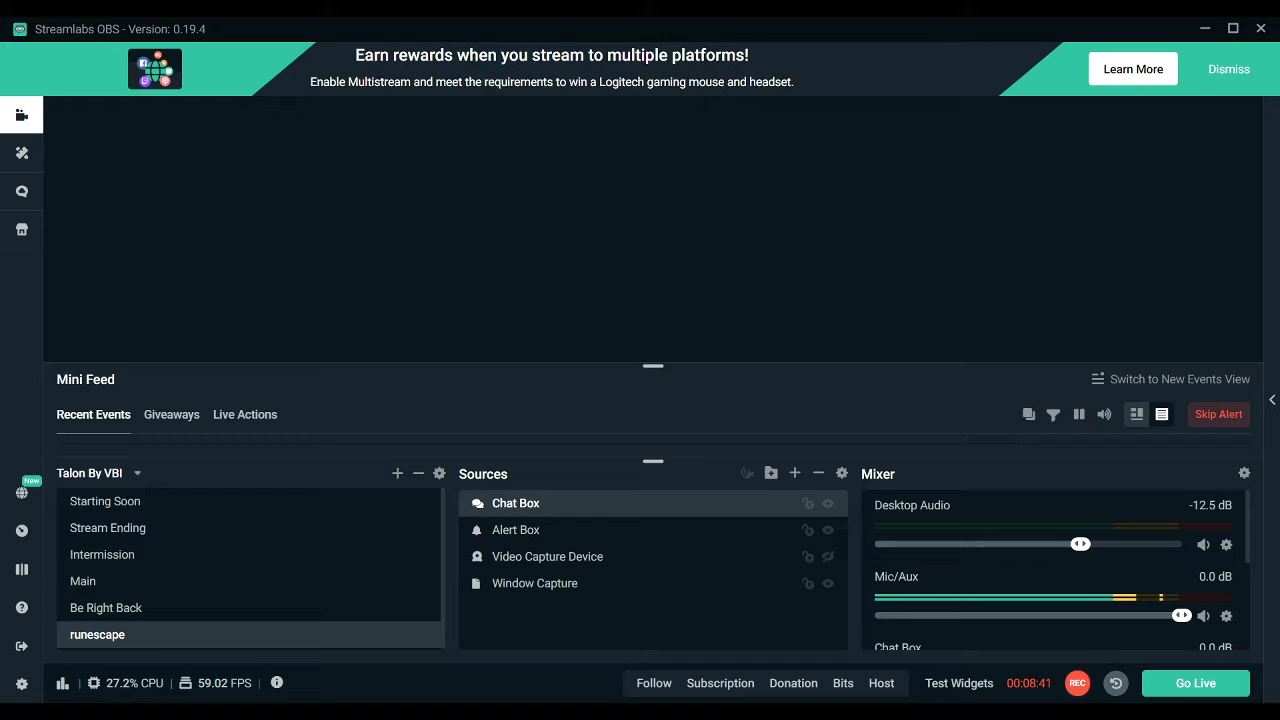 Streamlabs OBS - Version: 0.19.4
Earn rewards when you stream to multiple platforms!
Enable Multistream and meet the requirements to win a Logitech gaming mouse and headset.
Learn More
Dismiss
Mini Feed
Switch to New Events View
Recent Events
Giveaways
Live Actions
Skip Alert
Talon By VBI
Starting Soon
Stream Ending
Intermission
Main
Be Right Back
runescape
Sources
Chat Box
Alert Box
Video Capture Device
Window Capture
Mixer
Desktop Audio -12.5 dB
Mic/Aux 0.0 dB
Chat Box 0.0 dB
New
27.2% CPU
59.02 FPS
Follow
Subscription
Donation
Bits
Host
Test Widgets
00:08:41
REC
Go Live